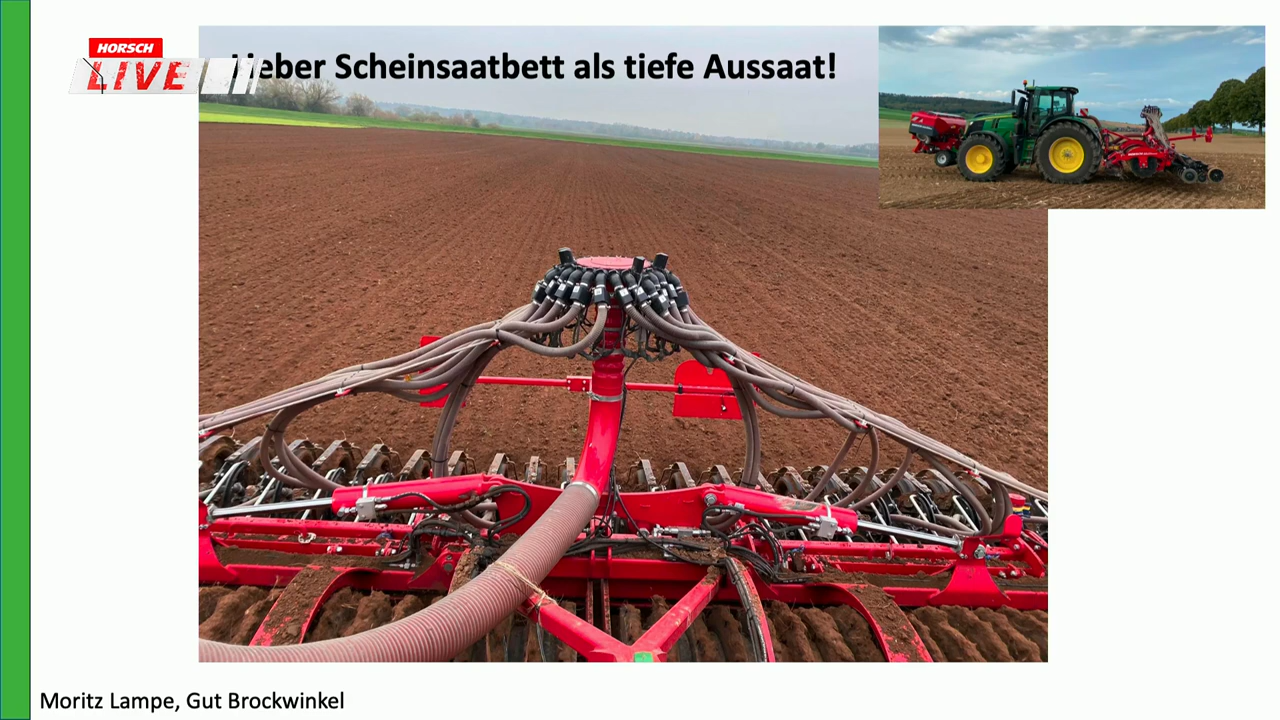 HORSCH
LIVE
Lieber Scheinsaatbett als tiefe Aussaat!
Moritz Lampe, Gut Brockwinkel